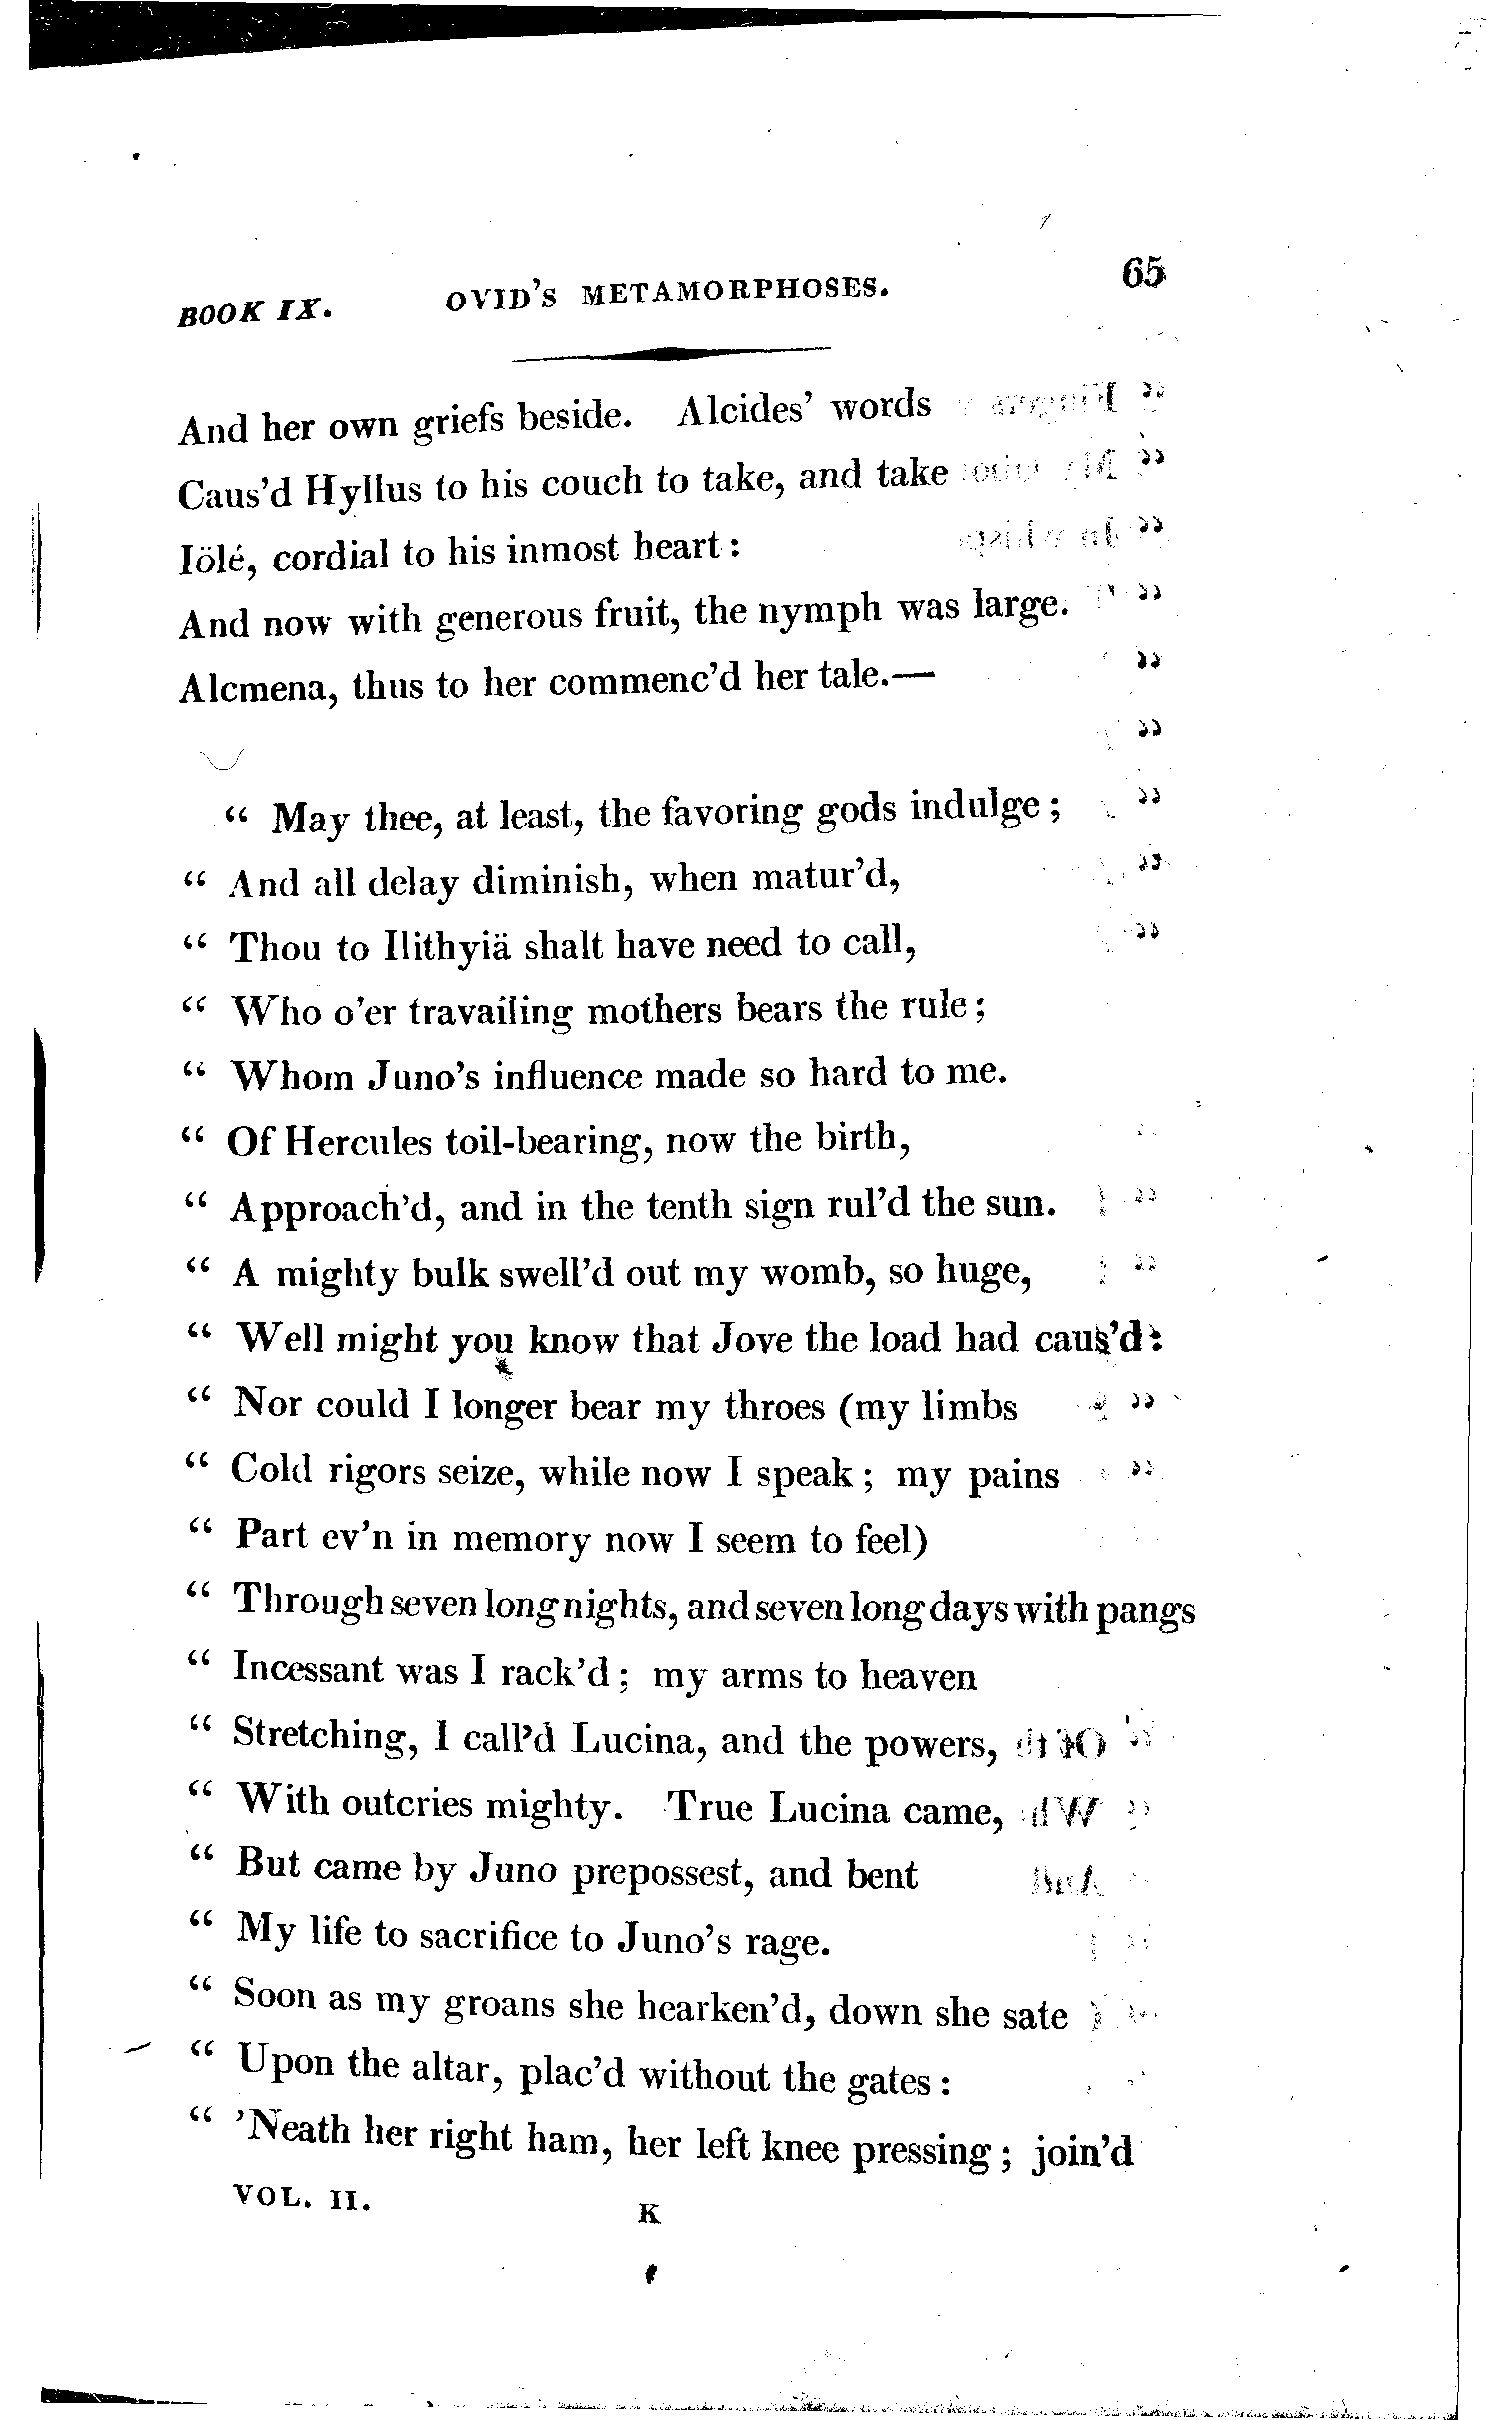 BOOK IX. OVID'S METAMORPHOSES. 65
And her own griefs beside. Alcides' words
Caus'd Hyllus to his couch to take, and take
Iölé, cordial to his inmost heart:
And now with generous fruit, the nymph was large.
Alcmena, thus to her commenc'd her tale.—
“ May thee, at least, the favoring gods indulge;
“ And all delay diminish, when matur'd,
“ Thou to Ilithyiä shalt have need to call,
“ Who o'er travailing mothers bears the rule;
“ Whom Juno's influence made so hard to me.
“ Of Hercules toil-bearing, now the birth,
“ Approach'd, and in the tenth sign rul'd the sun.
“ A mighty bulk swell'd out my womb, so huge,
“ Well might you know that Jove the load had caus'd:
“ Nor could I longer bear my throes (my limbs
“ Cold rigors seize, while now I speak; my pains
“ Part ev'n in memory now I seem to feel)
“ Through seven long nights, and seven long days with pangs
“ Incessant was I rack'd; my arms to heaven
“ Stretching, I call'd Lucina, and the powers,
“ With outcries mighty. True Lucina came,
“ But came by Juno prepossest, and bent
“ My life to sacrifice to Juno's rage.
“ Soon as my groans she hearken'd, down she sate
“ Upon the altar, plac'd without the gates:
“ 'Neath her right ham, her left knee pressing; join'd
VOL. II. K